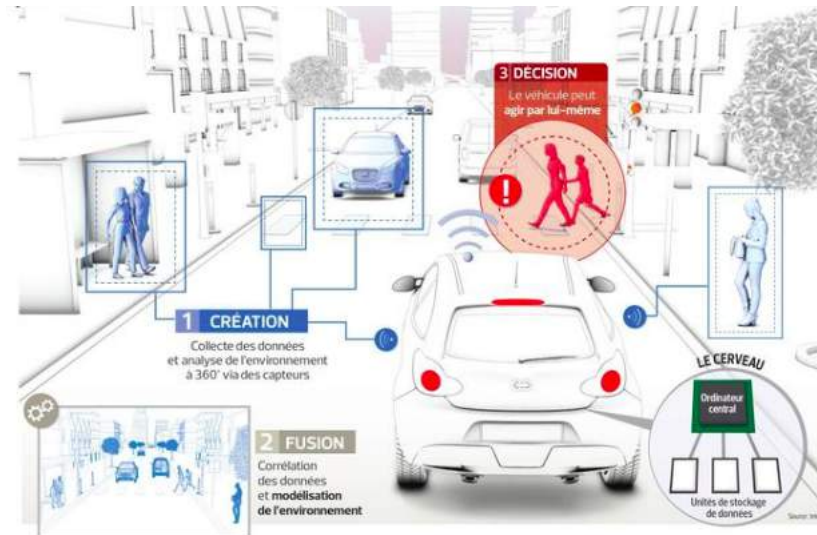 3 DÉCISION
Le véhicule peut
agir par lui-même
!
1 CRÉATION
Collecte des données
et analyse de l'environnement
à 360° via des capteurs
LE CERVEAU
Ordinateur
central
Unités de stockage
de données
2 FUSION
Corrélation
des données
et modélisation
de l'environnement
Source: